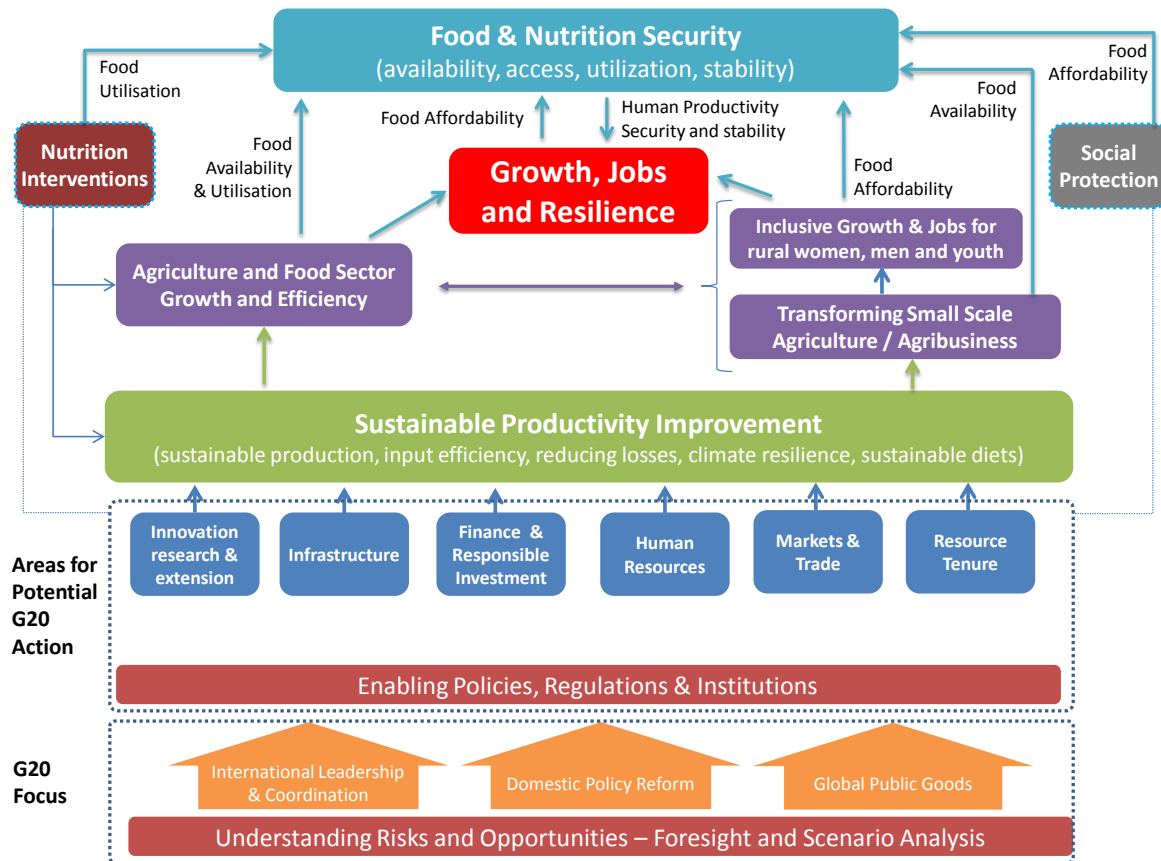 Food & Nutrition Security
(availability, access, utilization, stability)
Food
Utilisation
Food
Affordability
Food Affordability
Human Productivity
Security and stability
Food
Availability
Nutrition
Interventions
Food
Availability
& Utilisation
Growth, Jobs
and Resilience
Food
Affordability
Social
Protection
Inclusive Growth & Jobs for
rural women, men and youth
Agriculture and Food Sector
Growth and Efficiency
Transforming Small Scale
Agriculture / Agribusiness
Sustainable Productivity Improvement
(sustainable production, input efficiency, reducing losses, climate resilience, sustainable diets)
Areas for
Potential
G20
Action
Innovation
research &
extension
Infrastructure
Finance &
Responsible
Investment
Human
Resources
Markets &
Trade
Resource
Tenure
Enabling Policies, Regulations & Institutions
G20
Focus
International Leadership
& Coordination
Domestic Policy Reform
Global Public Goods
Understanding Risks and Opportunities – Foresight and Scenario Analysis